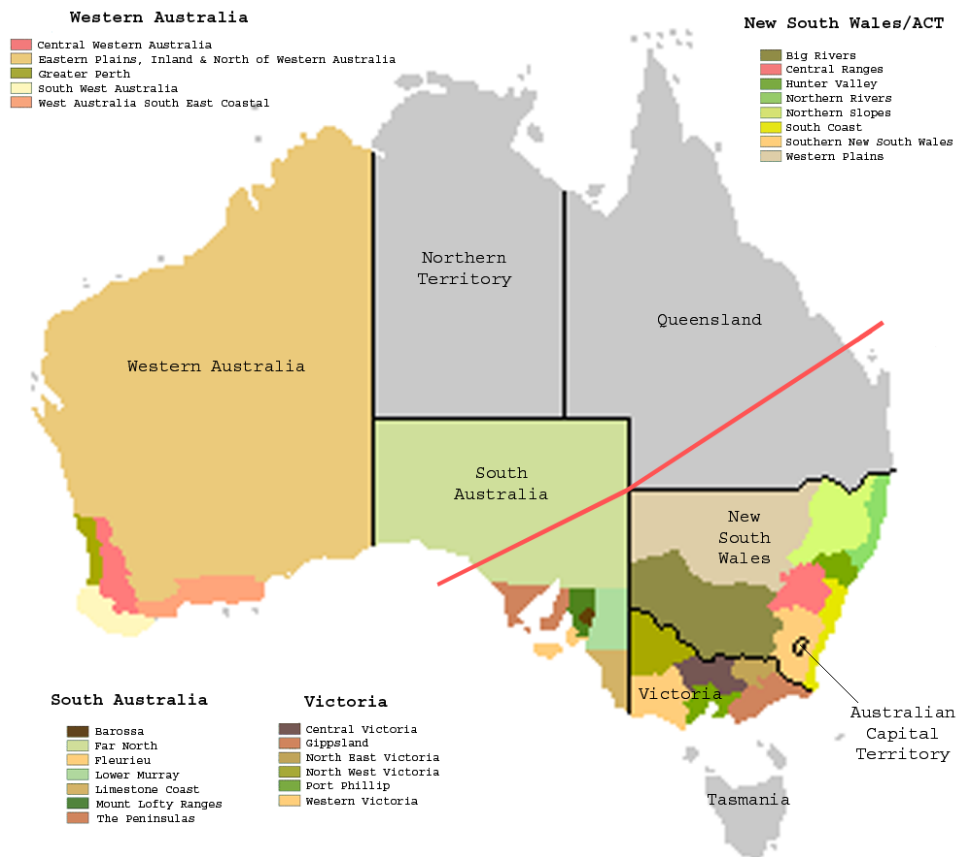 Western Australia
Central Western Australia
Eastern Plains, Inland & North of Western Australia
Greater Perth
South West Australia
West Australia South East Coastal
New South Wales/ACT
Big Rivers
Central Ranges
Hunter Valley
Northern Rivers
Northern Slopes
South Coast
Southern New South Wales
Western Plains
Northern
Territory
Queensland
Western Australia
South
Australia
New
South
Wales
Victoria
Australian
Capital
Territory
Tasmania
South Australia
Barossa
Far North
Fleurieu
Lower Murray
Limestone Coast
Mount Lofty Ranges
The Peninsulas
Victoria
Central Victoria
Gippsland
North East Victoria
North West Victoria
Port Phillip
Western Victoria